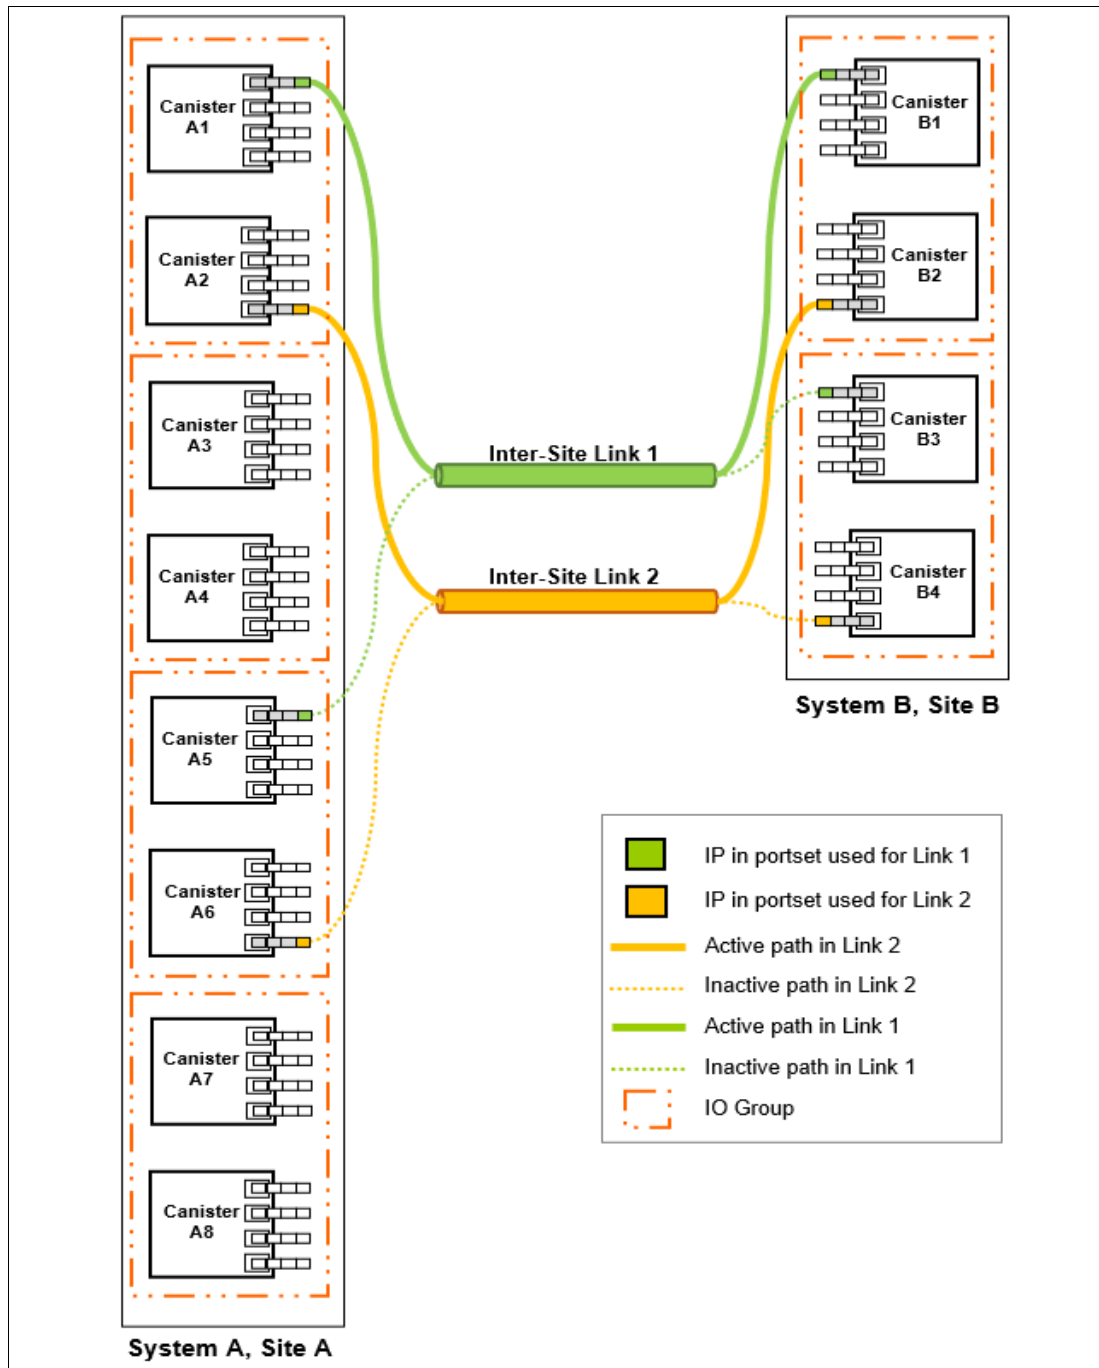 Canister
A1
Canister
A2
Canister
A3
Canister
A4
Canister
A5
Canister
A6
Canister
A7
Canister
A8
System A, Site A
Inter-Site Link 1
Inter-Site Link 2
Canister
B1
Canister
B2
Canister
B3
Canister
B4
System B, Site B
IP in portset used for Link 1
IP in portset used for Link 2
Active path in Link 2
Inactive path in Link 2
Active path in Link 1
Inactive path in Link 1
IO Group